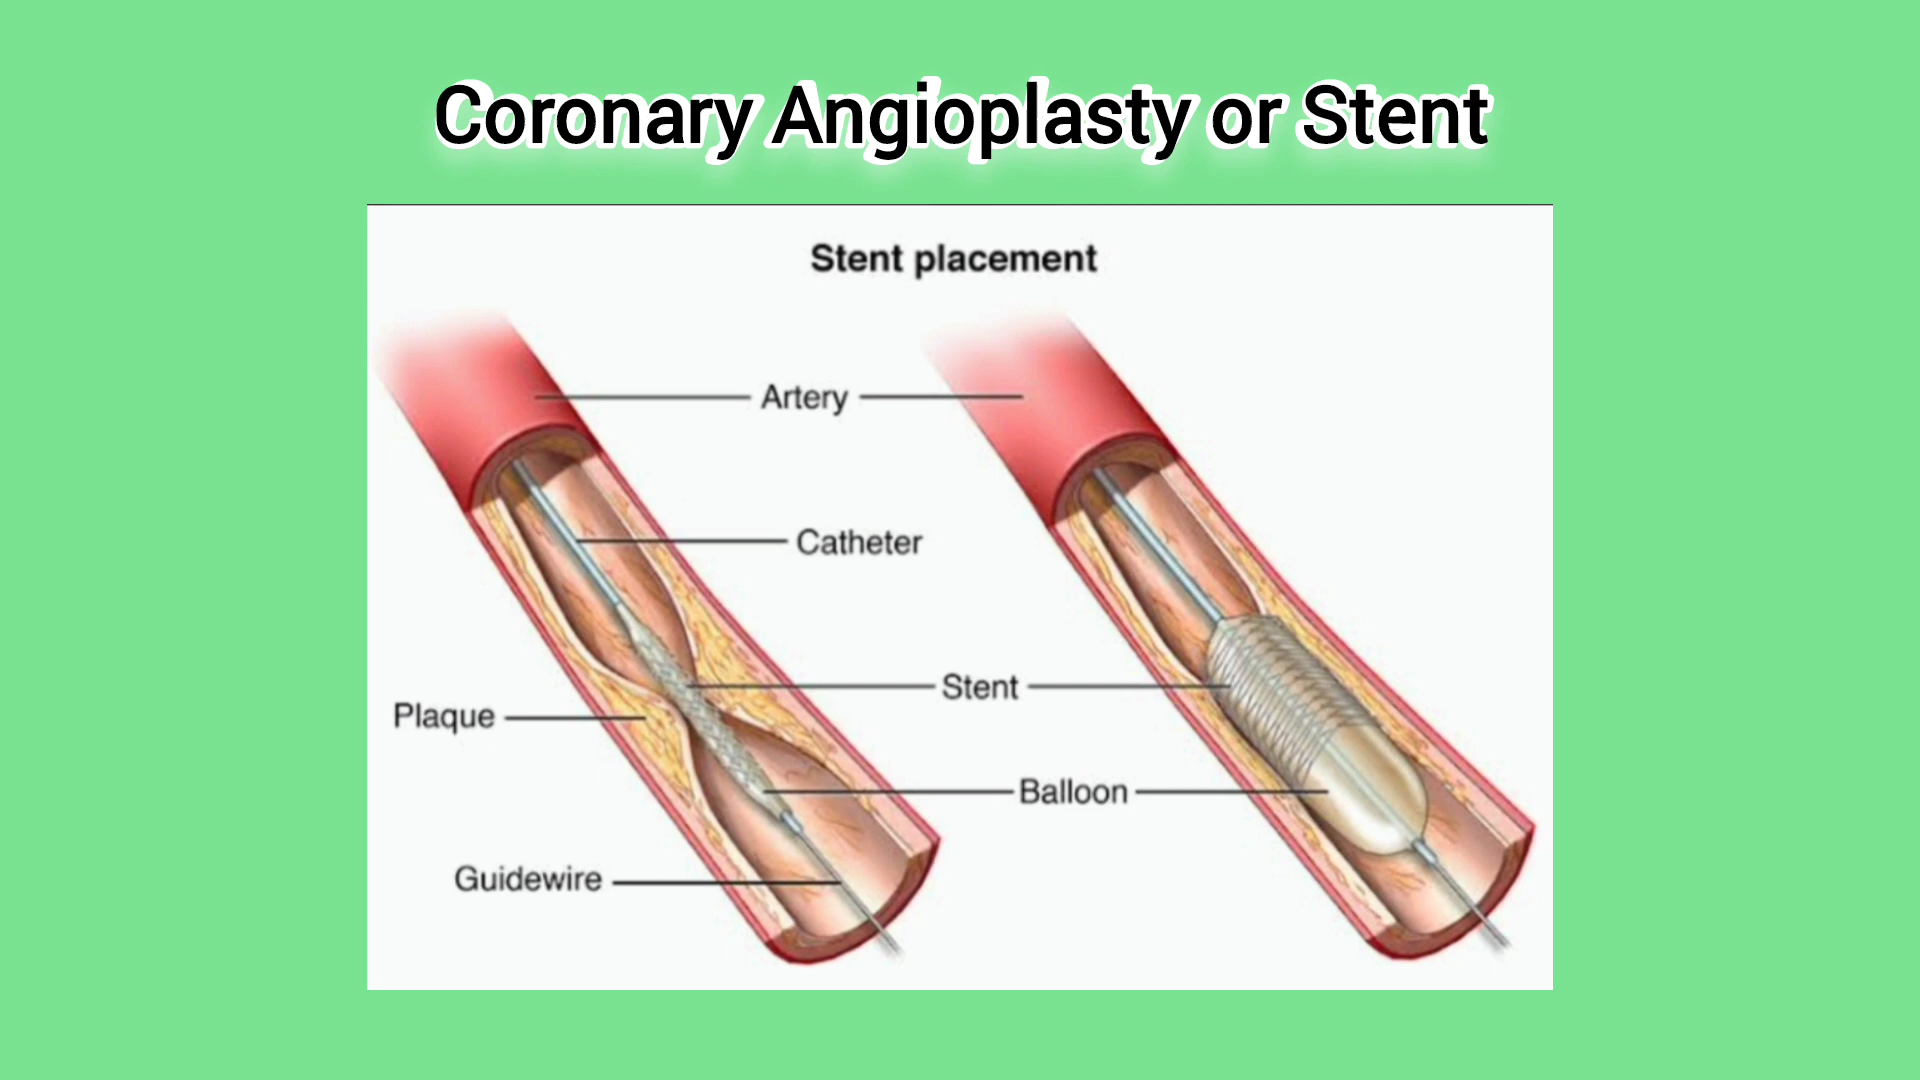 Coronary Angioplasty or Stent
Stent placement
Artery
Catheter
Stent
Plaque
Balloon
Guidewire